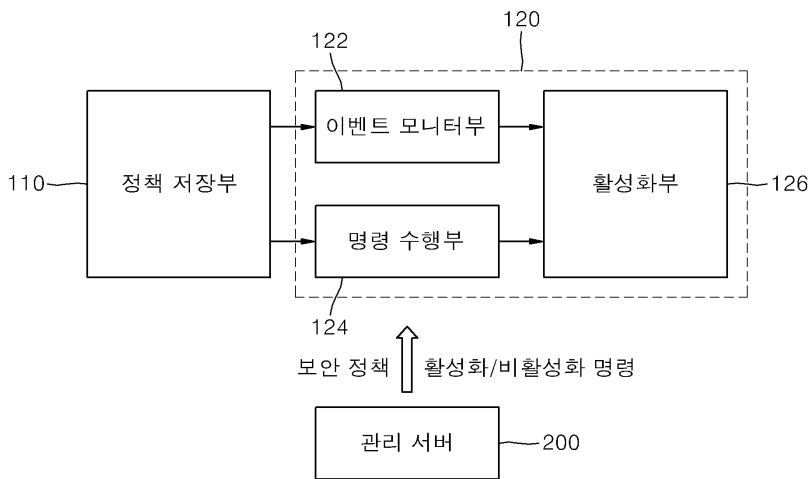 122
120
이벤트 모니터부
110
정책 저장부
활성화부
126
명령 수행부
124
보안 정책 활성화/비활성화 명령
관리 서버
200